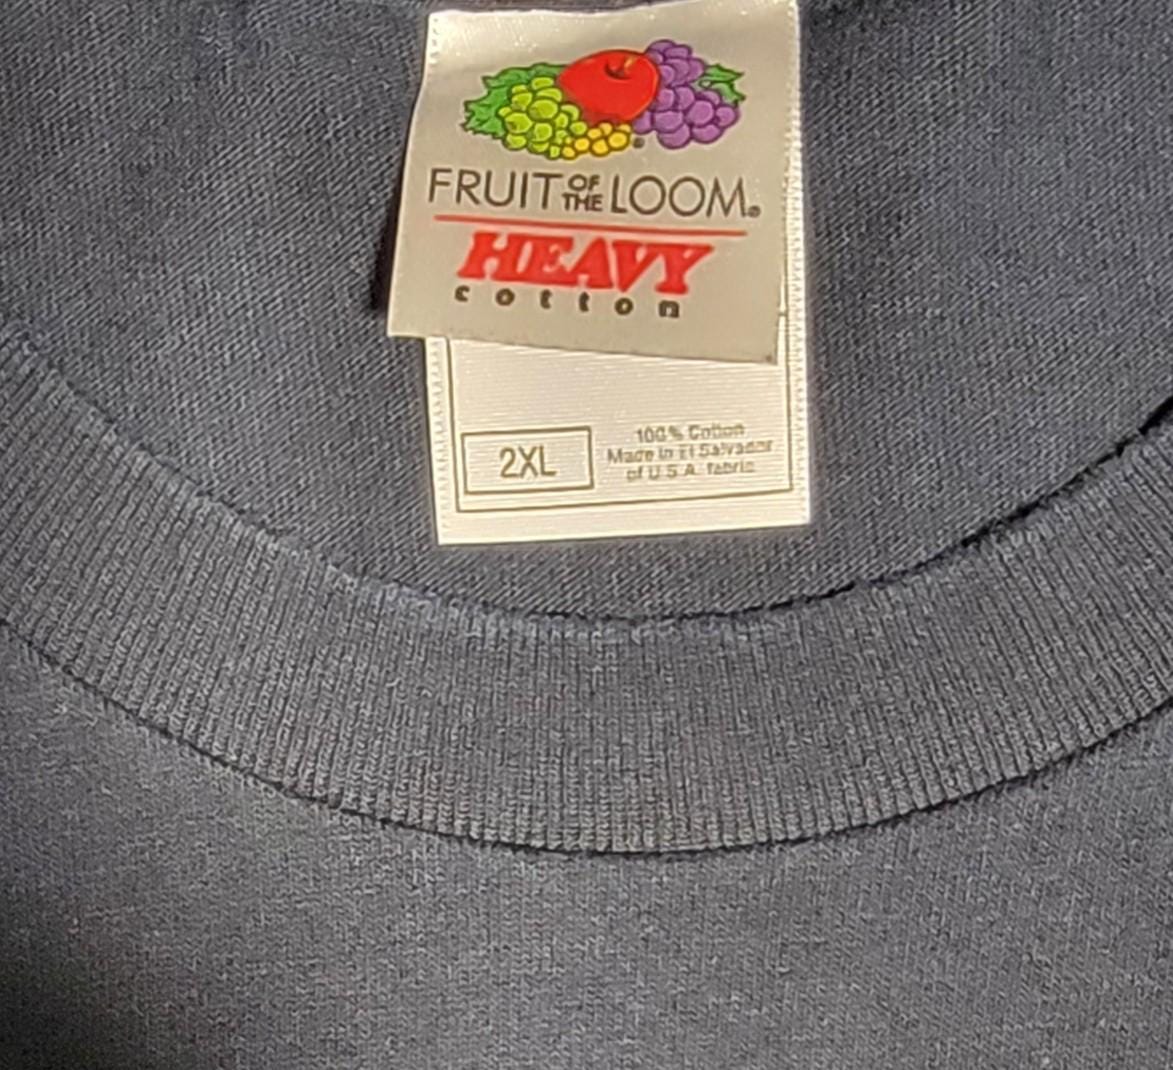 FRUIT OF THE LOOM®
HEAVY
cotton
2XL
100% Cotton
Made in El Salvador
of U.S.A. fabric